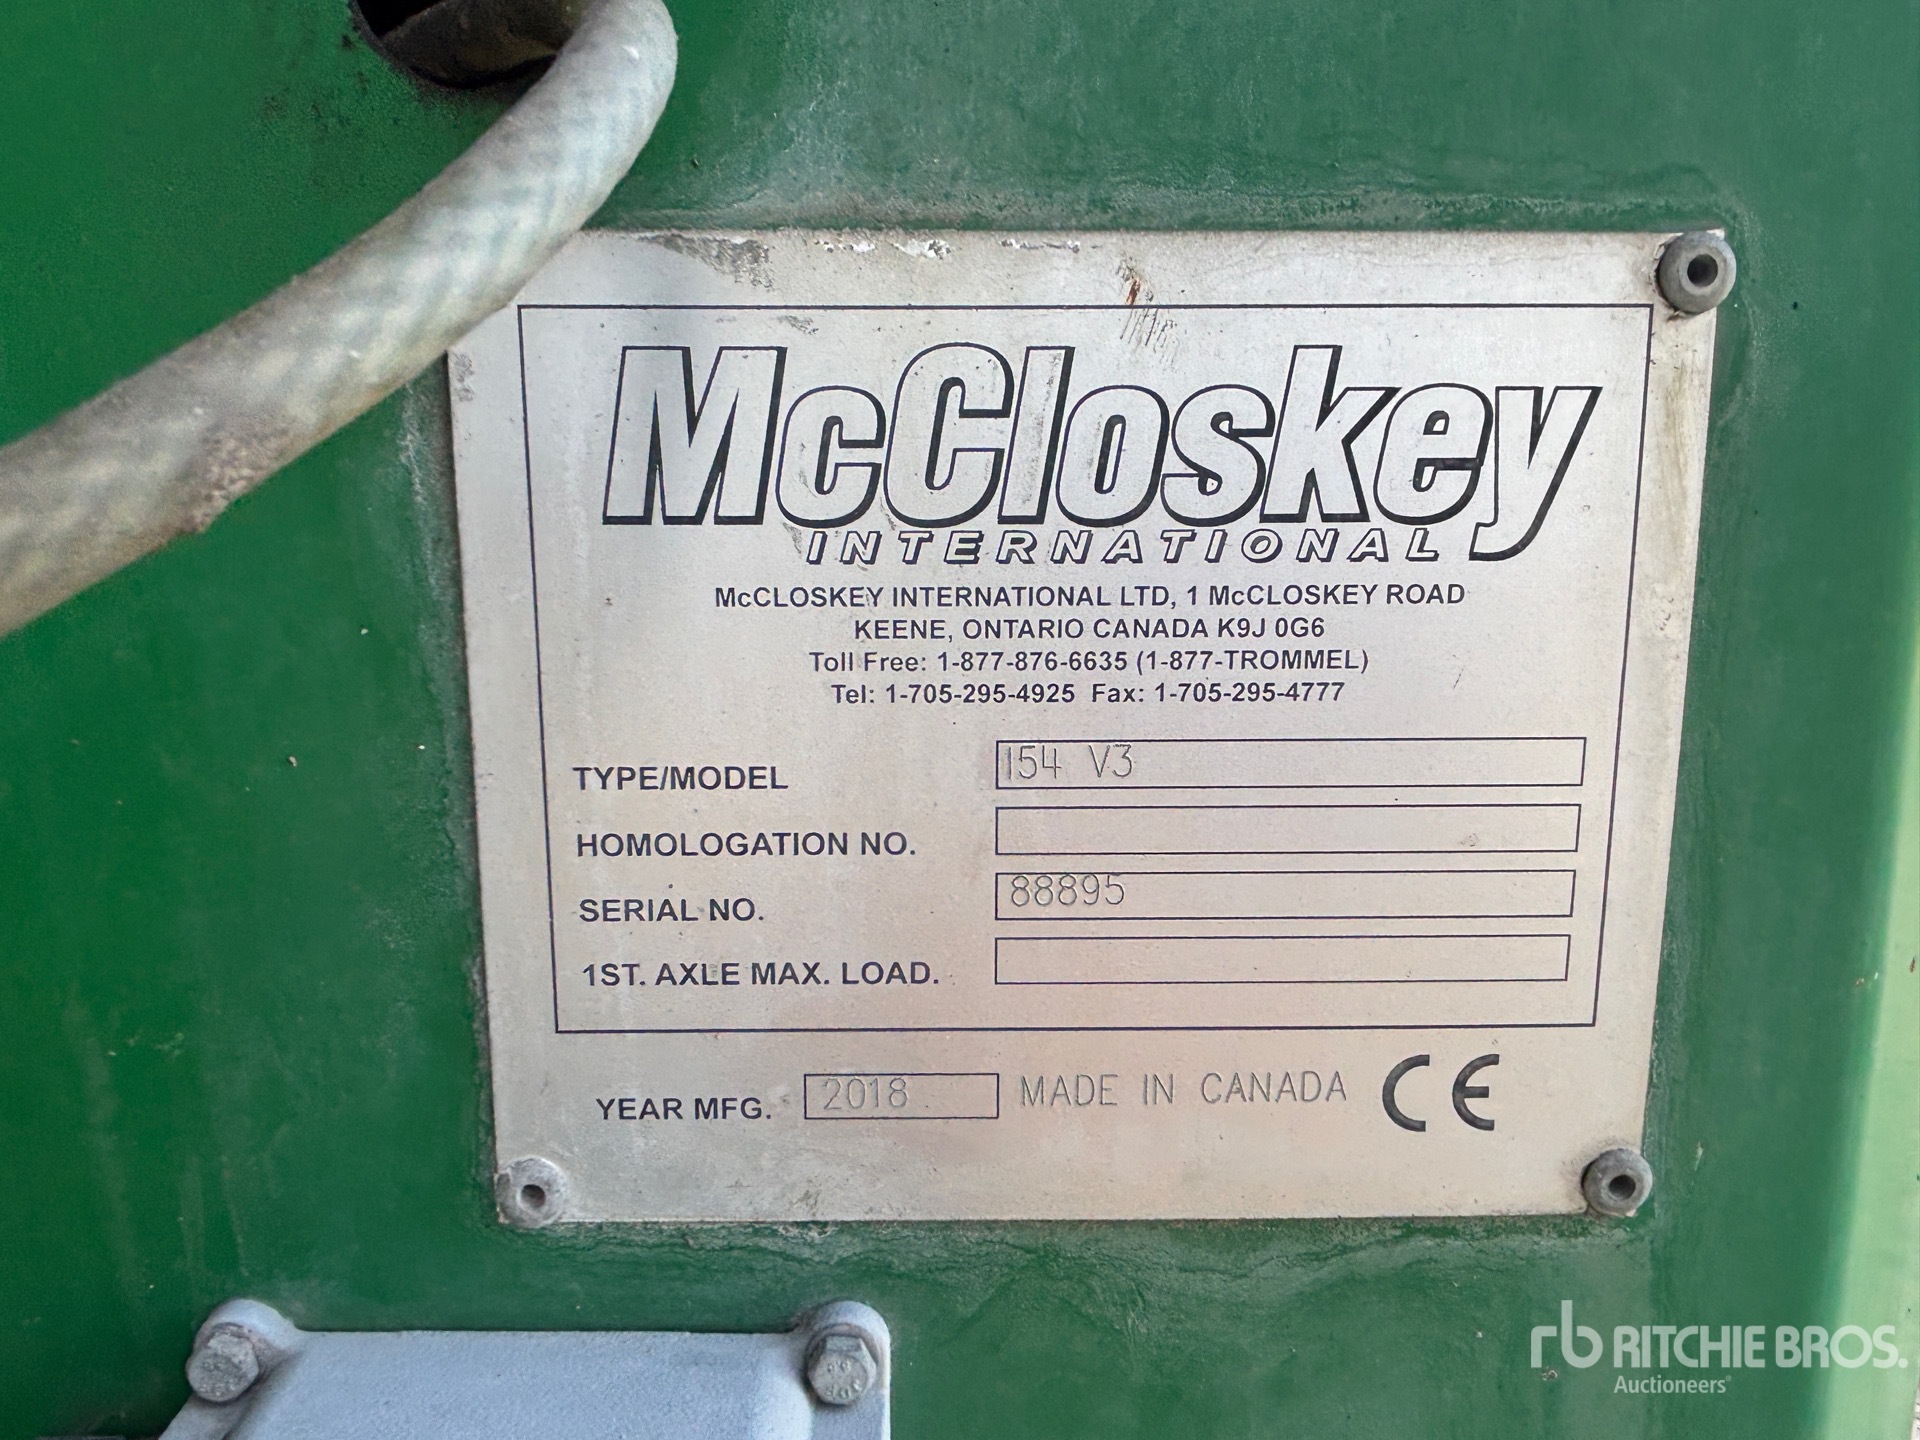 McCloskey
INTERNATIONAL
McCLOSKEY INTERNATIONAL LTD, 1 McCLOSKEY ROAD
KEENE, ONTARIO CANADA K9J 0G6
Toll Free: 1-877-876-6635 (1-877-TROMMEL)
Tel: 1-705-295-4925 Fax: 1-705-295-4777
TYPE/MODEL I54 V3
HOMOLOGATION NO.
SERIAL NO. 88895
1ST. AXLE MAX. LOAD.
YEAR MFG. 2018 MADE IN CANADA CE
rb RITCHIE BROS.
Auctioneers